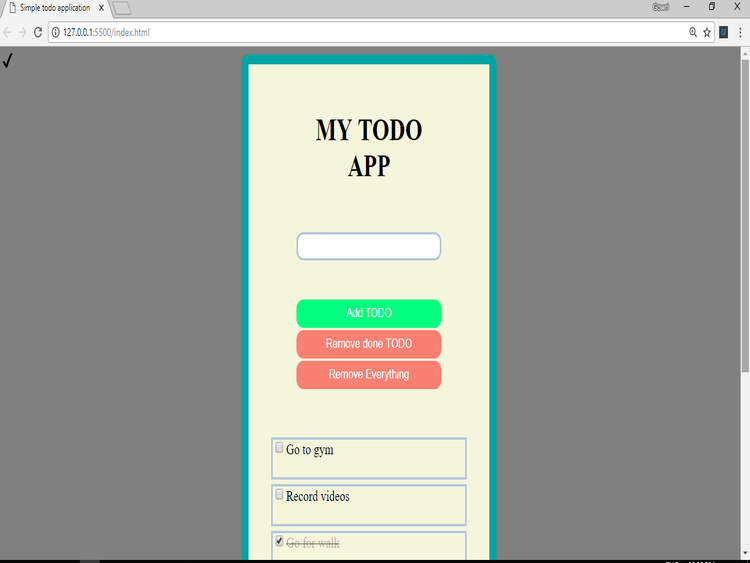 Simple todo application
127.0.0.1:5500/index.html
MY TODO
APP
Add TODO
Remove done TODO
Remove Everything
Go to gym
Record videos
Go for walk